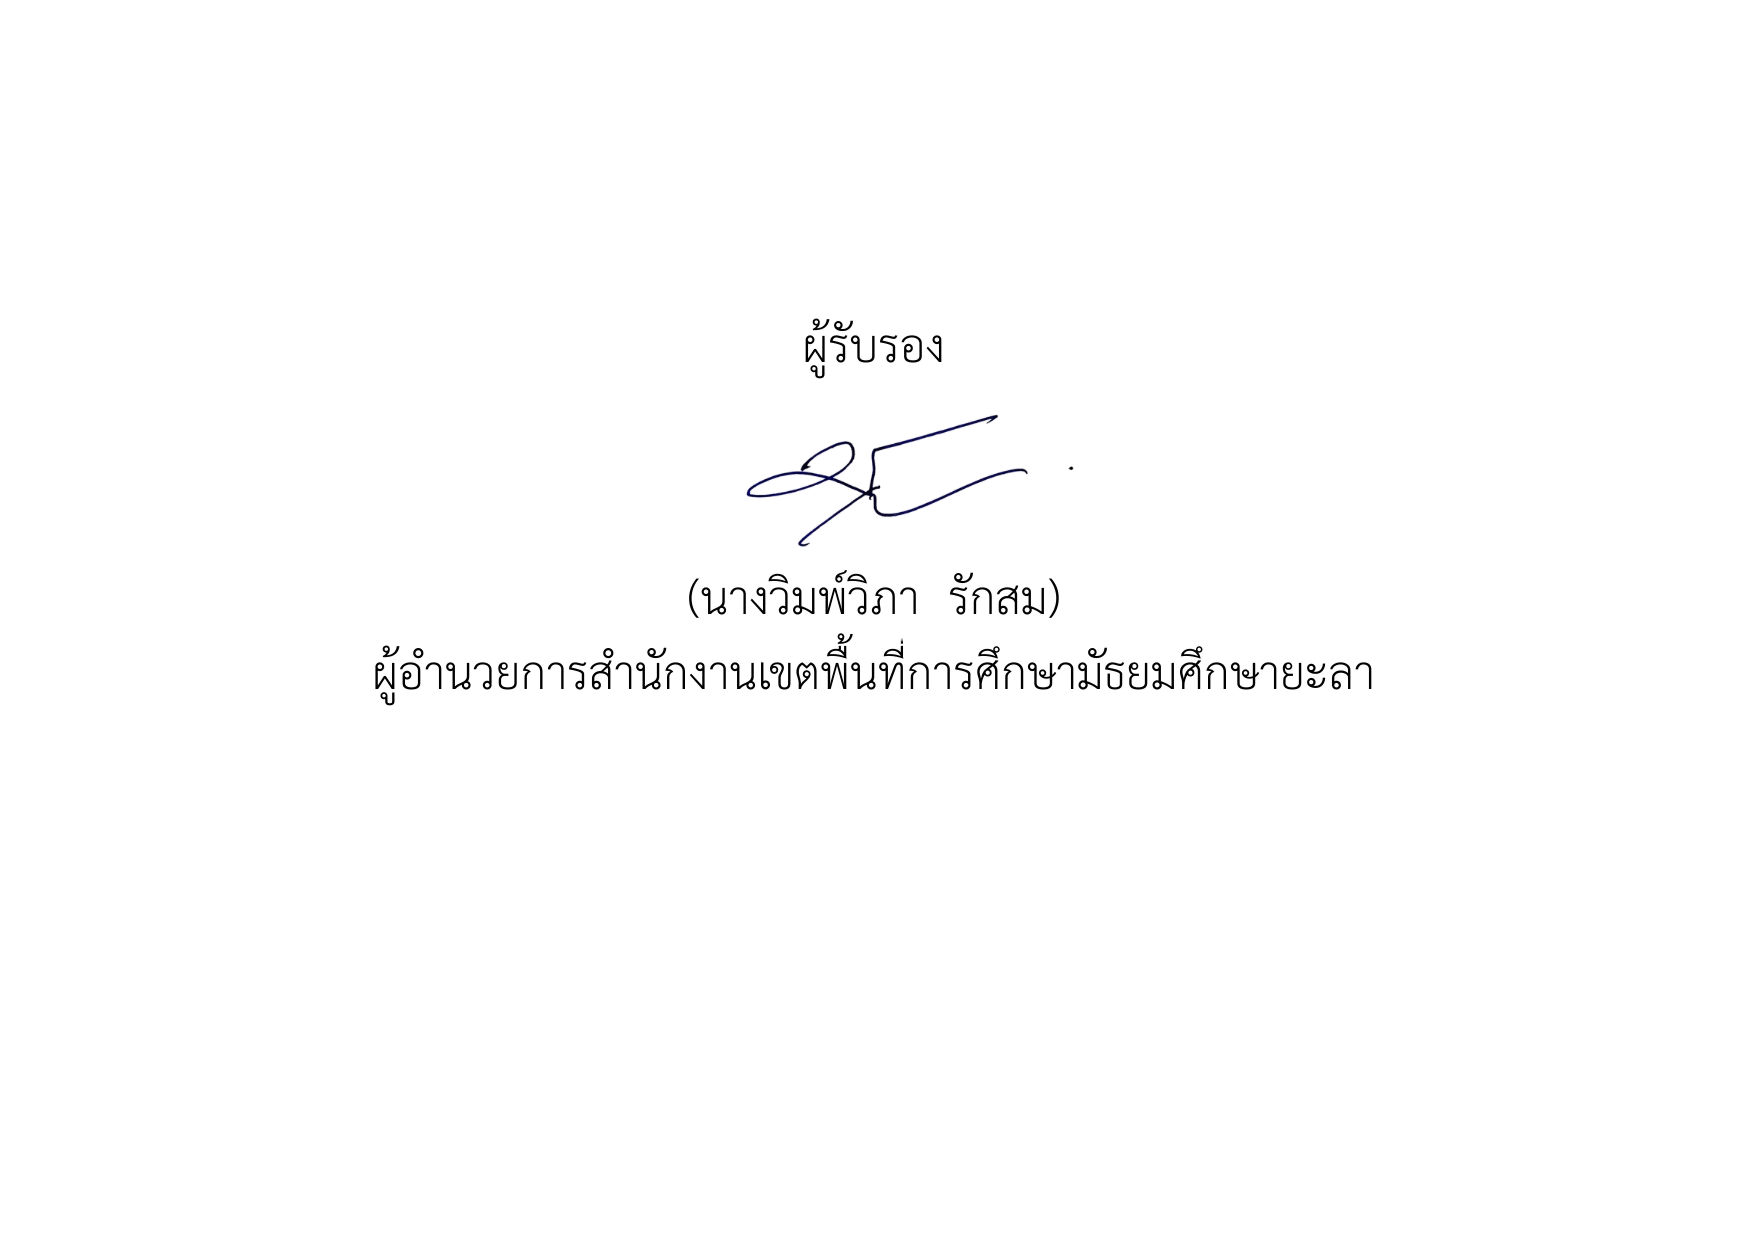 ผู้รับรอง
(นางวิมพ์วิภา รักสม)
ผู้อำนวยการสำนักงานเขตพื้นที่การศึกษามัธยมศึกษายะลา